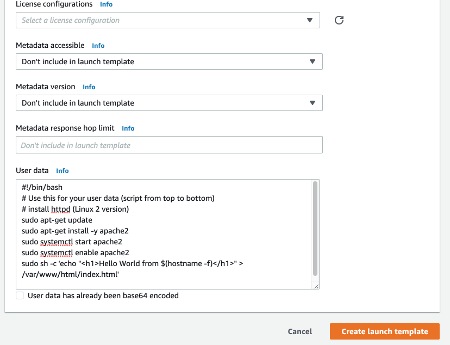 License configurations Info
Select a license configuration
Metadata accessible Info
Don't include in launch template
Metadata version Info
Don't include in launch template
Metadata response hop limit Info
Don't include in launch template
User data Info
#!/bin/bash
# Use this for your user data (script from top to bottom)
# install httpd (Linux 2 version)
sudo apt-get update
sudo apt-get install -y apache2
sudo systemctl start apache2
sudo systemctl enable apache2
sudo sh -c 'echo "<h1>Hello World from $(hostname -f)</h1>" >
/var/www/html/index.html'
User data has already been base64 encoded
Cancel Create launch template